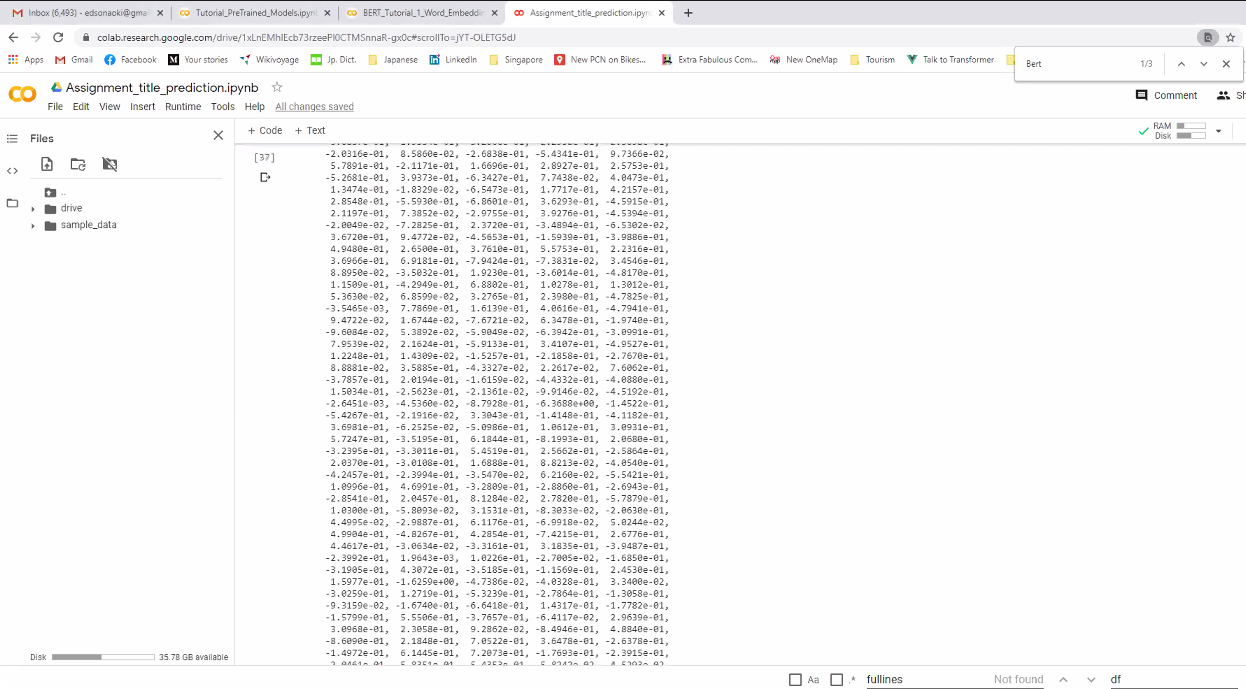 Inbox (6,493) - edsonaoki@gmai
Tutorial_PreTrained_Models.ipynl
BERT_Tutorial_1_Word_Embeddin
Assignment_title_prediction.ipynl
colab.research.google.com/drive/1xLnEMhIEcb73rzeePl0CTMSnnaR-gx0c#scrollTo=jYT-OLETG5dJ
Apps
Gmail
Facebook
Your stories
Wikivoyage
Jp. Dict.
Japanese
LinkedIn
Singapore
New PCN on Bikes...
Extra Fabulous Com...
New OneMap
Tourism
Talk to Transformer
Bert 1/3
Assignment_title_prediction.ipynb
File Edit View Insert Runtime Tools Help All changes saved
Comment
Sh
Files
+ Code + Text
RAM
Disk
..
drive
sample_data
[37]
-2.0316e-01, 8.5860e-02, -2.6838e-01, -5.4341e-01, 9.7366e-02,
5.7891e-01, -2.1171e-01, 1.6696e-01, 2.8927e-01, 2.5753e-01,
-5.2681e-01, 3.9373e-01, -6.3427e-01, 7.7438e-02, 4.0473e-01,
1.3474e-01, -1.8329e-02, -6.5473e-01, 1.7717e-01, 4.2157e-01,
2.8548e-01, -5.5930e-01, -6.8601e-01, 3.6293e-01, -4.5915e-01,
2.1197e-01, 7.3852e-02, -2.9755e-01, 3.9276e-01, -4.5394e-01,
-2.0049e-02, -7.2825e-01, 2.3720e-01, -3.4894e-01, -6.5302e-02,
3.6720e-01, 9.4772e-02, -4.5653e-01, -1.5939e-01, -3.9886e-01,
4.9480e-01, 2.6500e-01, 3.7610e-01, 5.5753e-01, 2.2316e-01,
3.6966e-01, 6.9181e-01, -7.9424e-01, -7.3831e-02, 3.4546e-01,
8.8950e-02, -3.5032e-01, 1.9230e-01, -3.6014e-01, -4.8170e-01,
1.1509e-01, -4.2949e-01, 6.8802e-01, 1.0278e-01, 1.3012e-01,
5.3630e-02, 6.8599e-02, 3.2765e-01, 2.3980e-01, -4.7825e-01,
-3.5465e-03, 7.7869e-01, 1.6139e-01, 4.0616e-01, -4.7941e-01,
9.4722e-02, 1.6744e-02, -7.6721e-02, 6.3478e-01, -1.9740e-01,
-9.6084e-02, 5.3892e-02, -5.9049e-02, -6.3942e-01, -3.0991e-01,
7.9539e-02, 2.1624e-01, -5.9133e-01, 3.4107e-01, -4.9527e-01,
1.2248e-01, 1.4309e-02, -1.5257e-01, -2.1858e-01, -2.7670e-01,
8.8881e-02, 3.5885e-01, -4.3327e-02, 2.2617e-02, 7.6062e-01,
-3.7857e-01, 2.0194e-01, -1.6159e-02, -4.4332e-01, -4.0880e-01,
1.5034e-01, -2.5623e-01, -2.1361e-02, -9.9146e-02, -4.5192e-01,
-2.6451e-03, -4.5360e-02, -8.7928e-01, -6.3688e+00, -1.4522e-01,
-5.4267e-01, -2.1916e-02, 3.3043e-01, -1.4148e-01, -4.1182e-01,
3.6981e-01, -6.2525e-02, -5.0986e-01, 1.0612e-01, 3.0931e-01,
5.7247e-01, -3.5195e-01, 6.1844e-01, -8.1993e-01, 2.0680e-01,
-3.2395e-01, -3.3011e-01, 5.4519e-01, 2.5662e-01, -2.5864e-01,
2.0370e-01, -3.0108e-01, 1.6888e-01, 8.8213e-02, -4.0540e-01,
-4.2457e-01, -2.3994e-01, -3.5470e-02, 6.2160e-02, -5.5421e-01,
1.0996e-01, 4.6991e-01, -3.2809e-01, -2.8860e-01, -2.6943e-01,
-2.8541e-01, 2.0457e-01, 8.1284e-02, 2.7820e-01, -5.7879e-01,
1.0300e-01, -5.8093e-02, 3.1531e-01, -8.3033e-02, -2.0630e-01,
4.4995e-02, -2.9887e-01, 6.1176e-01, -6.9918e-02, 5.0244e-02,
4.9904e-01, -4.8267e-01, 4.2854e-01, -7.4215e-01, 2.6776e-01,
4.4617e-01, -3.0634e-02, -3.3161e-01, 3.1835e-01, -3.9487e-01,
-2.3992e-01, 1.9643e-03, 1.0226e-01, -2.7005e-02, -1.6850e-01,
-3.1905e-01, 4.3072e-01, -3.5185e-01, -1.1569e-01, 2.4530e-01,
1.5977e-01, -1.6259e+00, -4.7386e-02, -4.0328e-01, 3.3400e-02,
-3.0259e-01, 1.2719e-01, -5.3239e-01, -2.7864e-01, -1.3058e-01,
-9.3159e-02, -1.6740e-01, -6.6418e-01, 1.4317e-01, -1.7782e-01,
-1.5799e-01, 5.5506e-01, -3.7657e-01, -6.4117e-02, 2.9639e-01,
3.0968e-01, 2.3058e-01, 9.2862e-02, -8.4946e-01, 4.8840e-01,
-8.6090e-01, 2.1848e-01, 7.0522e-01, 3.6478e-01, -2.6378e-01,
-1.4972e-01, 6.1445e-01, 7.2073e-01, -1.7693e-01, -2.3915e-01,
Disk 35.78 GB available
Aa .* fullines Not found df